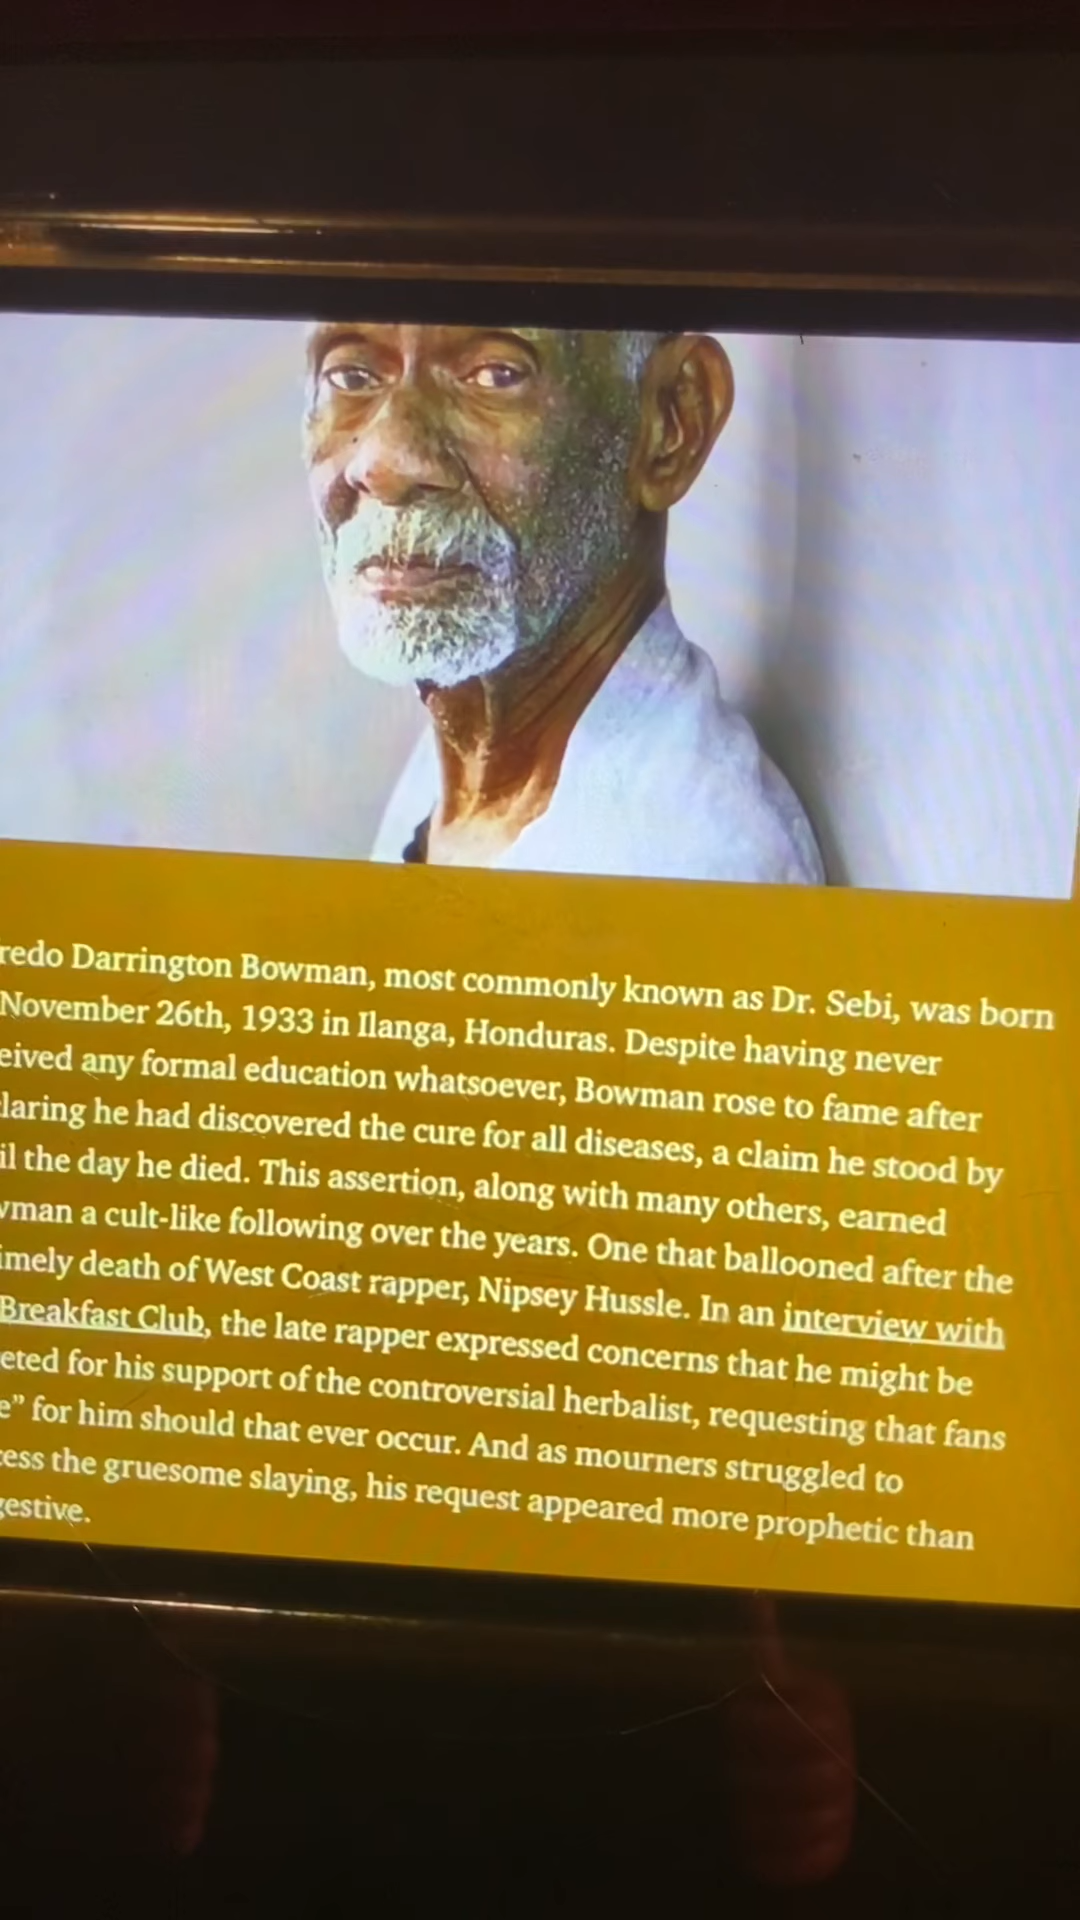 redo Darrington Bowman, most commonly known as Dr. Sebi, was born
November 26th, 1933 in Ilanga, Honduras. Despite having never
eived any formal education whatsoever, Bowman rose to fame after
laring he had discovered the cure for all diseases, a claim he stood by
il the day he died. This assertion, along with many others, earned
wman a cult-like following over the years. One that ballooned after the
imely death of West Coast rapper, Nipsey Hussle. In an interview with
Breakfast Club, the late rapper expressed concerns that he might be
eted for his support of the controversial herbalist, requesting that fans
e” for him should that ever occur. And as mourners struggled to
cess the gruesome slaying, his request appeared more prophetic than
gestive.